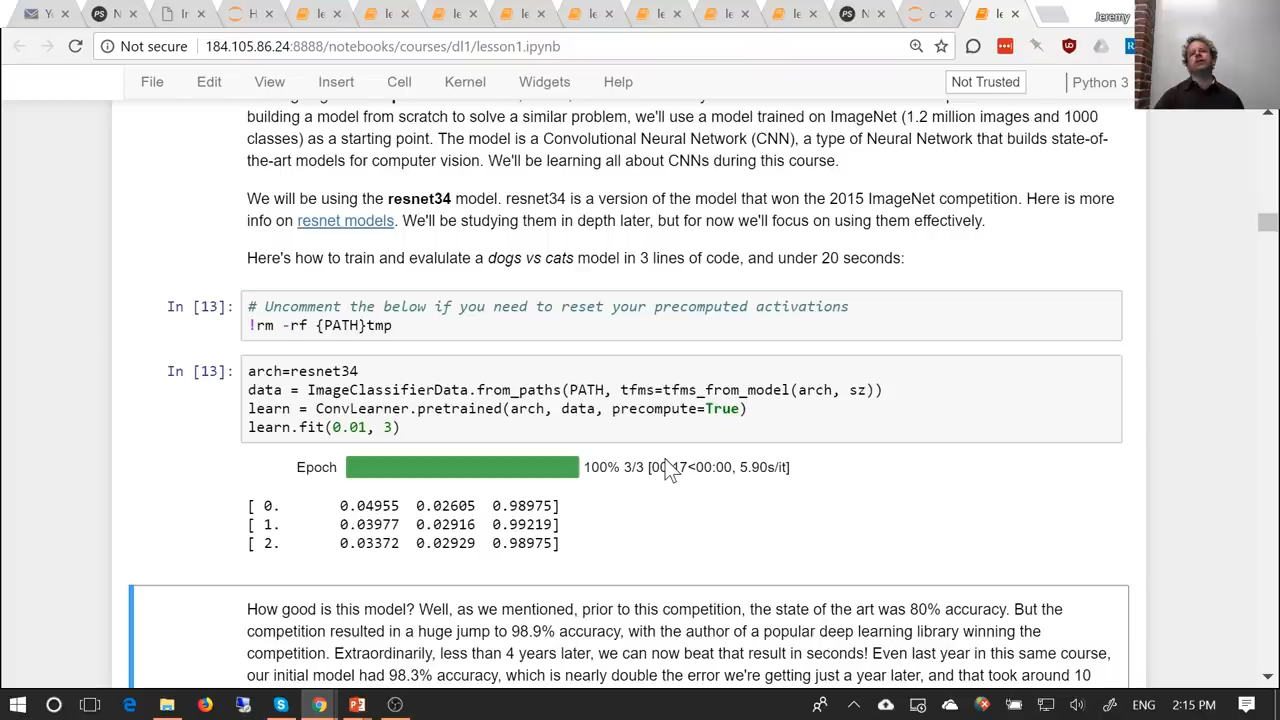 Jeremy
Not secure 184.105.86.24:8888/notebooks/courses/dl1/lesson1.ipynb
File Edit View Insert Cell Kernel Widgets Help Not Trusted Python 3
building a model from scratch to solve a similar problem, we'll use a model trained on ImageNet (1.2 million images and 1000
classes) as a starting point. The model is a Convolutional Neural Network (CNN), a type of Neural Network that builds state-of-
the-art models for computer vision. We'll be learning all about CNNs during this course.
We will be using the resnet34 model. resnet34 is a version of the model that won the 2015 ImageNet competition. Here is more
info on resnet models. We'll be studying them in depth later, but for now we'll focus on using them effectively.
Here's how to train and evalulate a dogs vs cats model in 3 lines of code, and under 20 seconds:
In [13]: # Uncomment the below if you need to reset your precomputed activations
!rm -rf {PATH}tmp
In [13]: arch=resnet34
data = ImageClassifierData.from_paths(PATH, tfms=tfms_from_model(arch, sz))
learn = ConvLearner.pretrained(arch, data, precompute=True)
learn.fit(0.01, 3)
Epoch 100% 3/3 [00:17<00:00, 5.90s/it]
[ 0. 0.04955 0.02605 0.98975]
[ 1. 0.03977 0.02916 0.99219]
[ 2. 0.03372 0.02929 0.98975]
How good is this model? Well, as we mentioned, prior to this competition, the state of the art was 80% accuracy. But the
competition resulted in a huge jump to 98.9% accuracy, with the author of a popular deep learning library winning the
competition. Extraordinarily, less than 4 years later, we can now beat that result in seconds! Even last year in this same course,
our initial model had 98.3% accuracy, which is nearly double the error we're getting just a year later, and that took around 10
ENG 2:15 PM